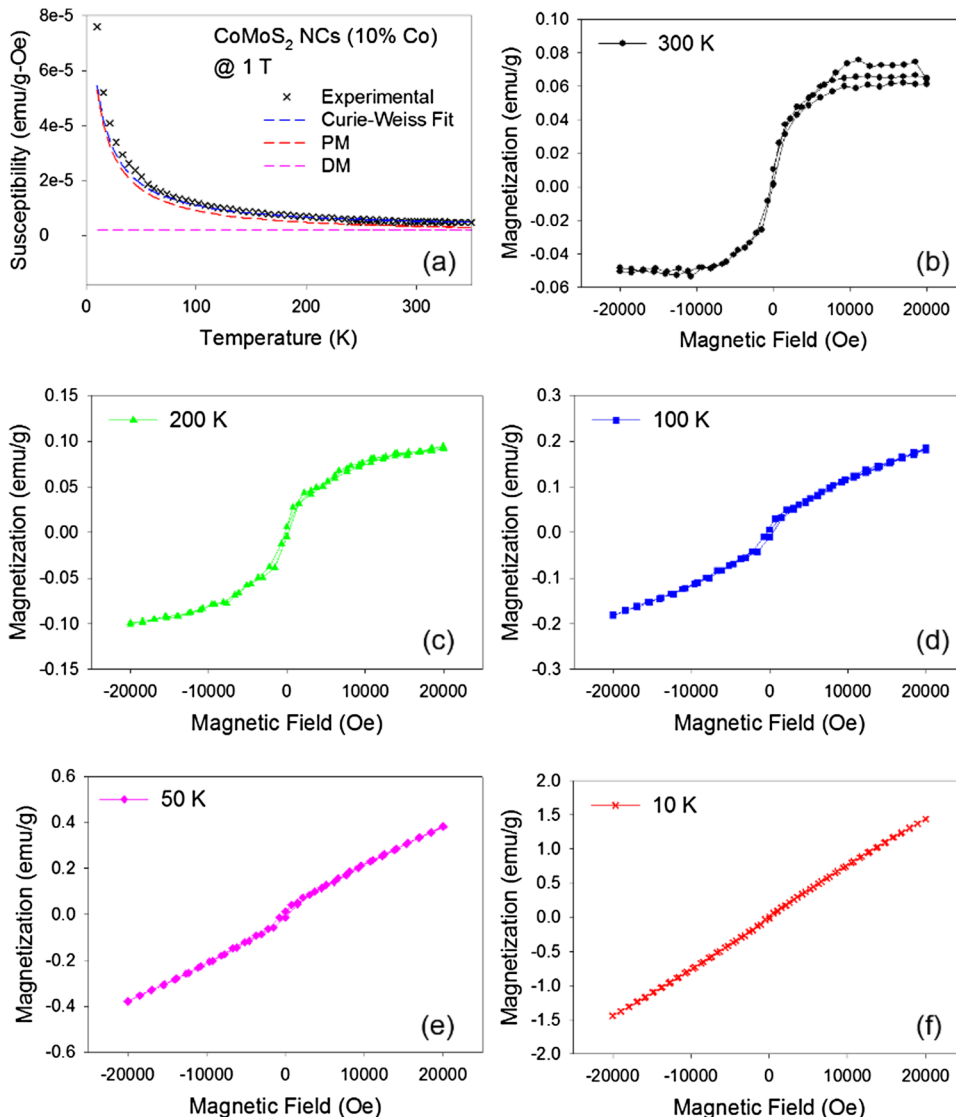 8e-5
6e-5
4e-5
2e-5
0
Susceptibility (emu/g-Oe)
CoMoS2 NCs (10% Co)
@ 1 T
Experimental
Curie-Weiss Fit
PM
DM
(a)
0 100 200 300
Temperature (K)
0.10
0.08
0.06
0.04
0.02
0.00
-0.02
-0.04
0.06
Magnetization (emu/g)
300 K
(b)
-20000 -10000 0 10000 20000
Magnetic Field (Oe)
0.15
0.10
0.05
0.00
-0.05
-0.10
-0.15
Magnetization (emu/g)
200 K
(c)
-20000 -10000 0 10000 20000
Magnetic Field (Oe)
0.3
0.2
0.1
0.0
-0.1
-0.2
-0.3
Magnetization (emu/g)
100 K
(d)
-20000 -10000 0 10000 20000
Magnetic Field (Oe)
0.6
0.4
0.2
0.0
-0.2
-0.4
-0.6
Magnetization (emu/g)
50 K
(e)
-20000 -10000 0 10000 20000
Magnetic Field (Oe)
2.0
1.5
1.0
0.5
0.0
-0.5
-1.0
-1.5
-2.0
Magnetization (emu/g)
10 K
(f)
-20000 -10000 0 10000 20000
Magnetic Field (Oe)